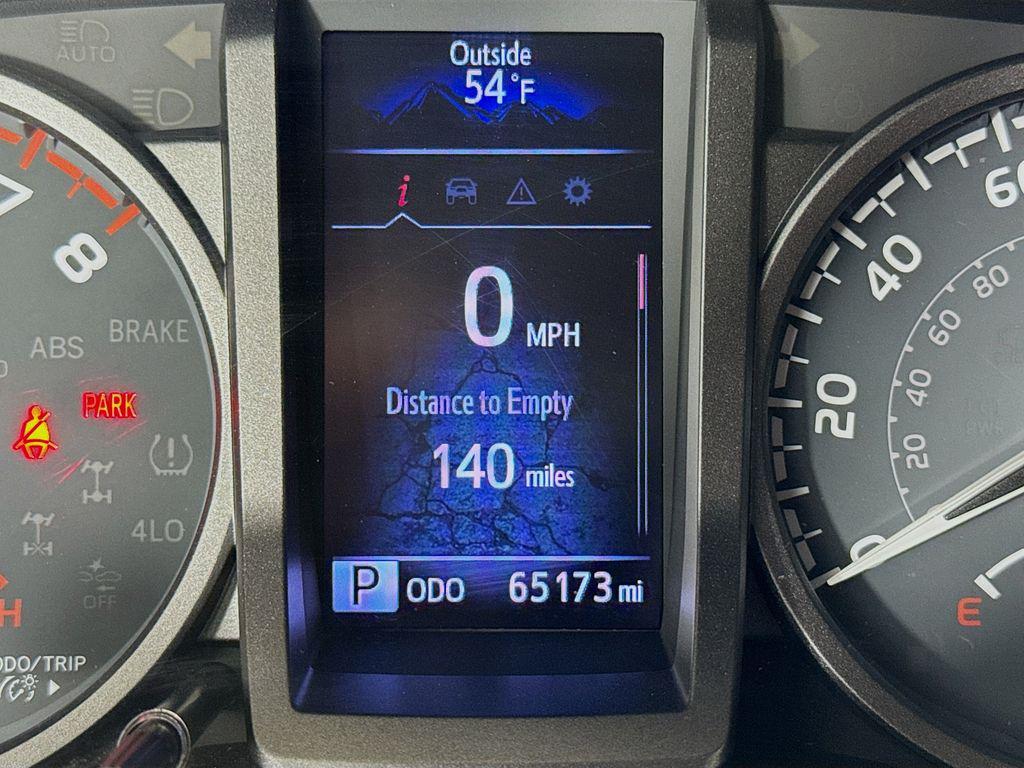 AUTO
Outside
54°F
i
0 MPH
Distance to Empty
140 miles
P ODO 65173 mi
8
ABS
BRAKE
PARK
4LO
OFF
H
ODO/TRIP
60
40
20
0
80
60
40
20
E